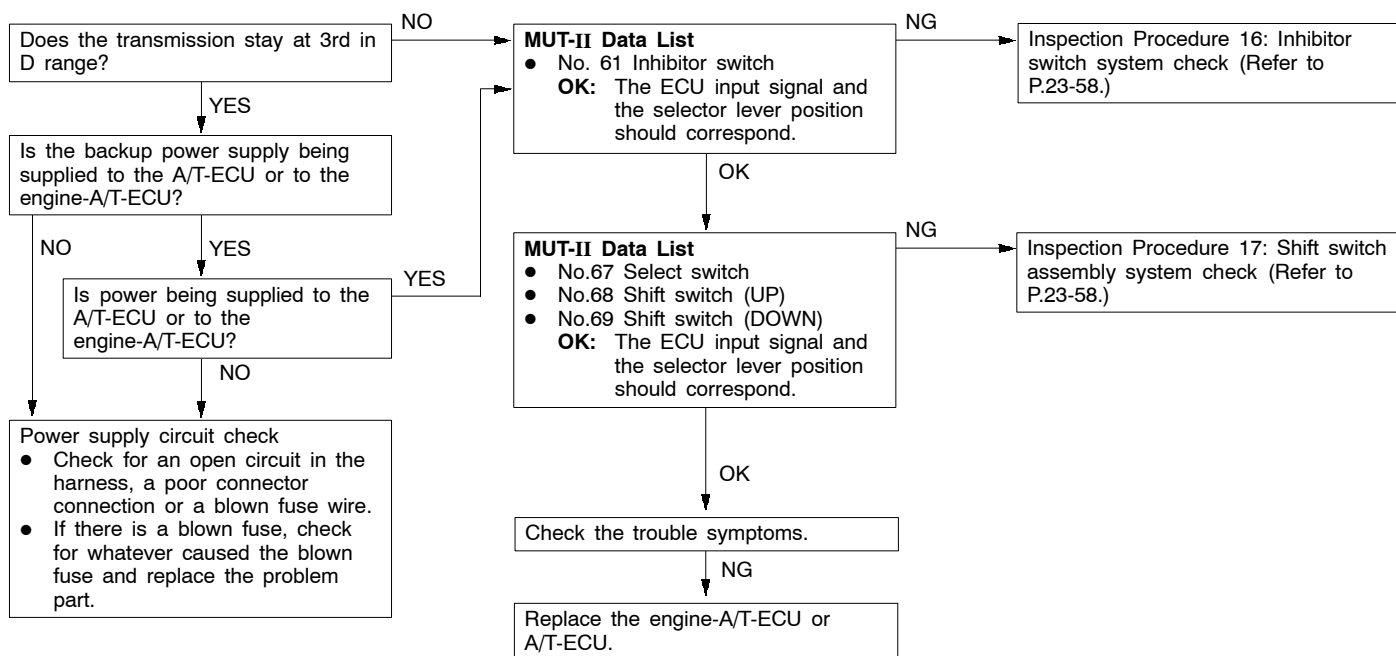 Does the transmission stay at 3rd in
D range?
NO
YES
Is the backup power supply being
supplied to the A/T-ECU or to the
engine-A/T-ECU?
NO
YES
Is power being supplied to the
A/T-ECU or to the
engine-A/T-ECU?
YES
NO
Power supply circuit check
● Check for an open circuit in the
harness, a poor connector
connection or a blown fuse wire.
● If there is a blown fuse, check
for whatever caused the blown
fuse and replace the problem
part.
MUT-II Data List
● No. 61 Inhibitor switch
OK: The ECU input signal and
the selector lever position
should correspond.
NG
Inspection Procedure 16: Inhibitor
switch system check (Refer to
P.23-58.)
OK
MUT-II Data List
● No.67 Select switch
● No.68 Shift switch (UP)
● No.69 Shift switch (DOWN)
OK: The ECU input signal and
the selector lever position
should correspond.
NG
Inspection Procedure 17: Shift switch
assembly system check (Refer to
P.23-58.)
OK
Check the trouble symptoms.
NG
Replace the engine-A/T-ECU or
A/T-ECU.